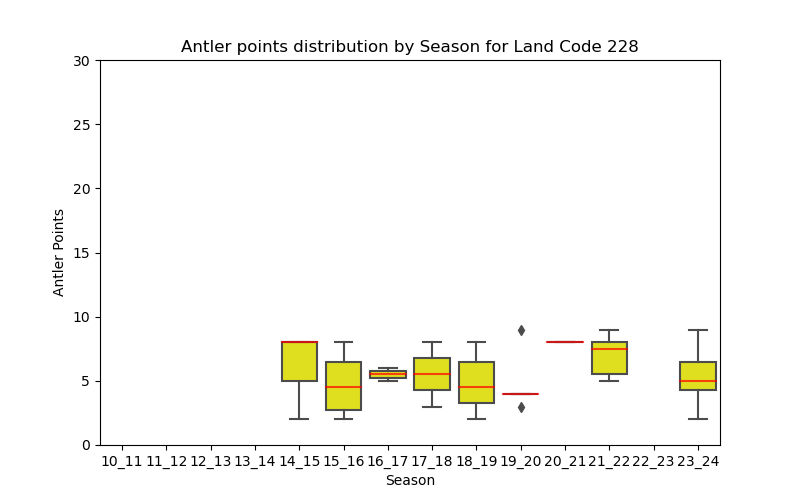 Antler points distribution by Season for Land Code 228
30
25
20
15
10
5
0
Antler Points
10_11 11_12 12_13 13_14 14_15 15_16 16_17 17_18 18_19 19_20 20_21 21_22 22_23 23_24
Season